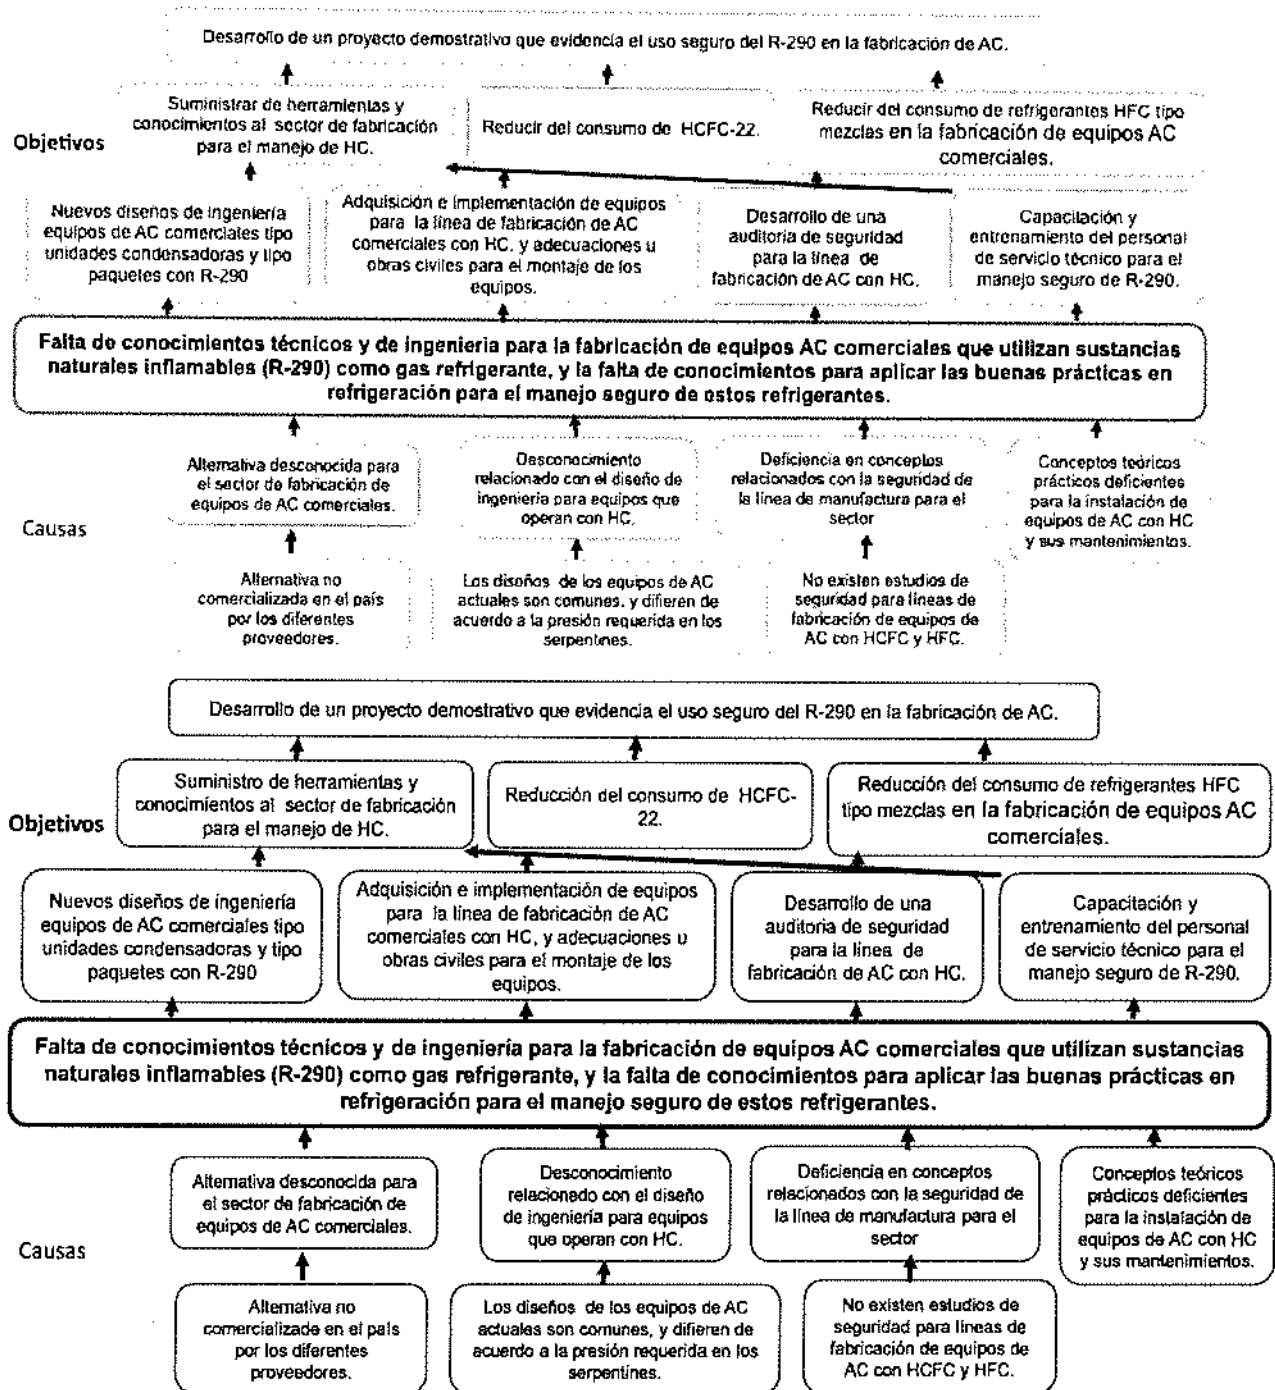 Desarrollo de un proyecto demostrativo que evidencia el uso seguro del R-290 en la fabricación de AC.
Suministrar de herramientas y
conocimientos al sector de fabricación
para el manejo de HC.
Reducir del consumo de HCFC-22.
Reducir del consumo de refrigerantes HFC tipo
mezclas en la fabricación de equipos AC
comerciales.
Objetivos
Nuevos diseños de ingeniería
equipos de AC comerciales tipo
unidades condensadoras y tipo
paquetes con R-290
Adquisición e implementación de equipos
para la línea de fabricación de AC
comerciales con HC, y adecuaciones u
obras civiles para el montaje de los
equipos.
Desarrollo de una
auditoria de seguridad
para la línea de
fabricación de AC con HC.
Capacitación y
entrenamiento del personal
de servicio técnico para el
manejo seguro de R-290.
Falta de conocimientos técnicos y de ingeniería para la fabricación de equipos AC comerciales que utilizan sustancias
naturales inflamables (R-290) como gas refrigerante, y la falta de conocimientos para aplicar las buenas prácticas en
refrigeración para el manejo seguro de estos refrigerantes.
Alternativa desconocida para
el sector de fabricación de
equipos de AC comerciales.
Desconocimiento
relacionado con el diseño de
ingeniería para equipos que
operan con HC.
Deficiencia en conceptos
relacionados con la seguridad de
la línea de manufactura para el
sector
Conceptos teóricos
prácticos deficientes
para la instalación de
equipos de AC con HC
y sus mantenimientos.
Causas
Alternativa no
comercializada en el país
por los diferentes
proveedores.
Los diseños de los equipos de AC
actuales son comunes, y difieren de
acuerdo a la presión requerida en los
serpentines.
No existen estudios de
seguridad para líneas de
fabricación de equipos de
AC con HCFC y HFC.
Desarrollo de un proyecto demostrativo que evidencia el uso seguro del R-290 en la fabricación de AC.
Suministro de herramientas y
conocimientos al sector de fabricación
para el manejo de HC.
Reducción del consumo de HCFC-
22.
Reducción del consumo de refrigerantes HFC
tipo mezclas en la fabricación de equipos AC
comerciales.
Objetivos
Nuevos diseños de ingeniería
equipos de AC comerciales tipo
unidades condensadoras y tipo
paquetes con R-290
Adquisición e implementación de equipos
para la línea de fabricación de AC
comerciales con HC, y adecuaciones u
obras civiles para el montaje de los
equipos.
Desarrollo de una
auditoria de seguridad
para la línea de
fabricación de AC con HC.
Capacitación y
entrenamiento del personal
de servicio técnico para el
manejo seguro de R-290.
Falta de conocimientos técnicos y de ingeniería para la fabricación de equipos AC comerciales que utilizan sustancias
naturales inflamables (R-290) como gas refrigerante, y la falta de conocimientos para aplicar las buenas prácticas en
refrigeración para el manejo seguro de estos refrigerantes.
Alternativa desconocida para
el sector de fabricación de
equipos de AC comerciales.
Desconocimiento
relacionado con el diseño
de ingeniería para equipos
que operan con HC.
Deficiencia en conceptos
relacionados con la seguridad de
la línea de manufactura para el
sector
Conceptos teóricos
prácticos deficientes
para la instalación de
equipos de AC con HC
y sus mantenimientos.
Causas
Alternativa no
comercializade en el país
por los diferentes
proveedores.
Los diseños de los equipos de AC
actuales son comunes, y difieren de
acuerdo a la presión requerida en los
serpentines.
No existen estudios de
seguridad para líneas de
fabricación de equipos de
AC con HCFC y HFC.